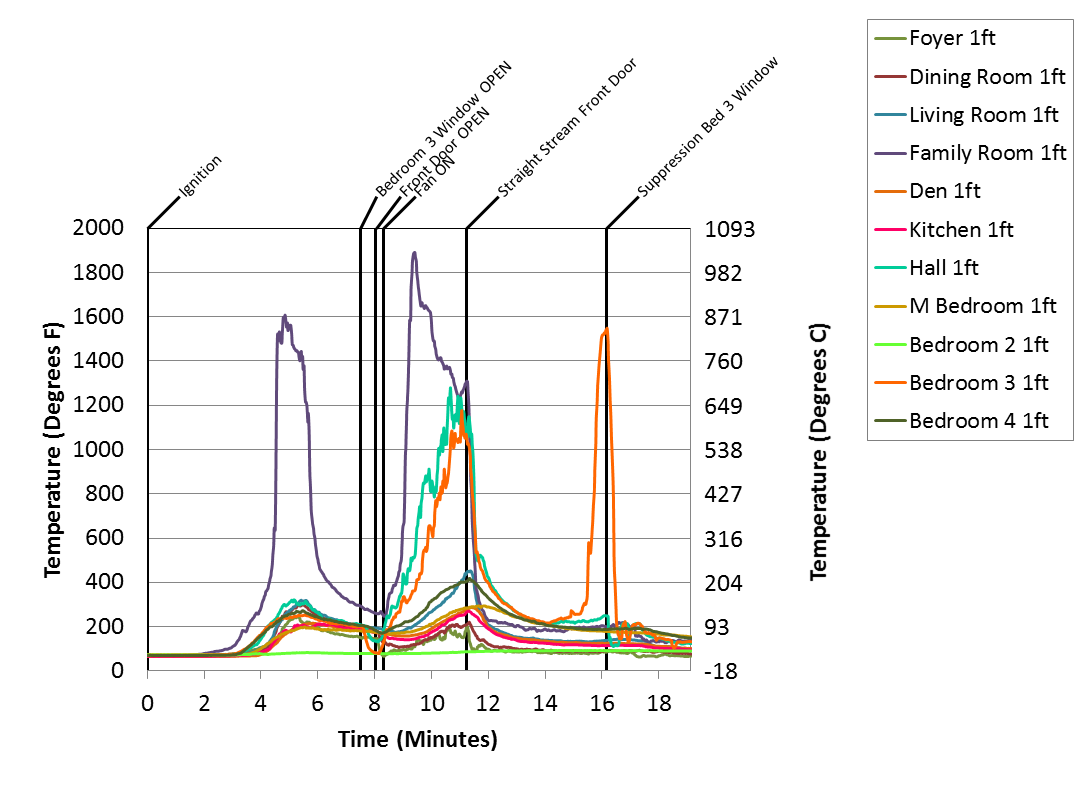 Ignition
Bedroom 3 Window OPEN
Front Door OPEN
Fan ON
Straight Stream Front Door
Suppression Bed 3 Window
Foyer 1ft
Dining Room 1ft
Living Room 1ft
Family Room 1ft
Den 1ft
Kitchen 1ft
Hall 1ft
M Bedroom 1ft
Bedroom 2 1ft
Bedroom 3 1ft
Bedroom 4 1ft
Temperature (Degrees F)
2000
1800
1600
1400
1200
1000
800
600
400
200
0
1093
982
871
760
649
538
427
316
204
93
-18
Temperature (Degrees C)
0 2 4 6 8 10 12 14 16 18
Time (Minutes)